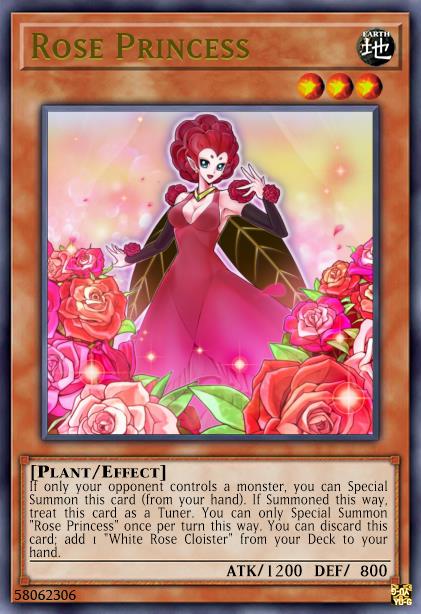 Rose Princess
EARTH
地
[Plant/Effect]
If only your opponent controls a monster, you can Special
Summon this card (from your hand). If Summoned this way,
treat this card as a Tuner. You can only Special Summon
"Rose Princess" once per turn this way. You can discard this
card; add 1 "White Rose Cloister" from your Deck to your
hand.
ATK/1200 DEF/ 800
58062306